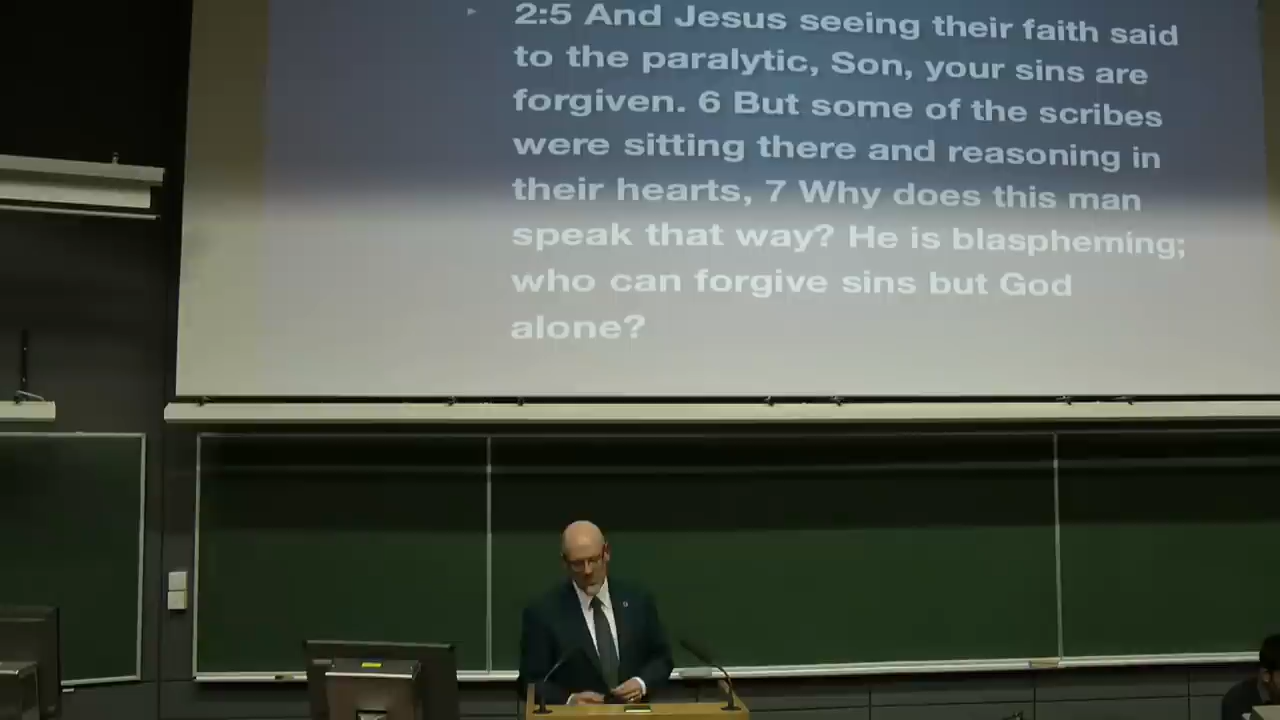 2:5 And Jesus seeing their faith said
to the paralytic, Son, your sins are
forgiven. 6 But some of the scribes
were sitting there and reasoning in
their hearts, 7 Why does this man
speak that way? He is blaspheming;
who can forgive sins but God
alone?